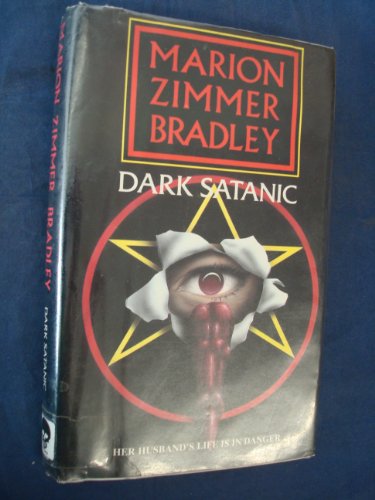 MARION
ZIMMER
BRADLEY
DARK SATANIC
HER HUSBAND'S LIFE IS IN DANGER
MARION ZIMMER BRADLEY
DARK SATANIC